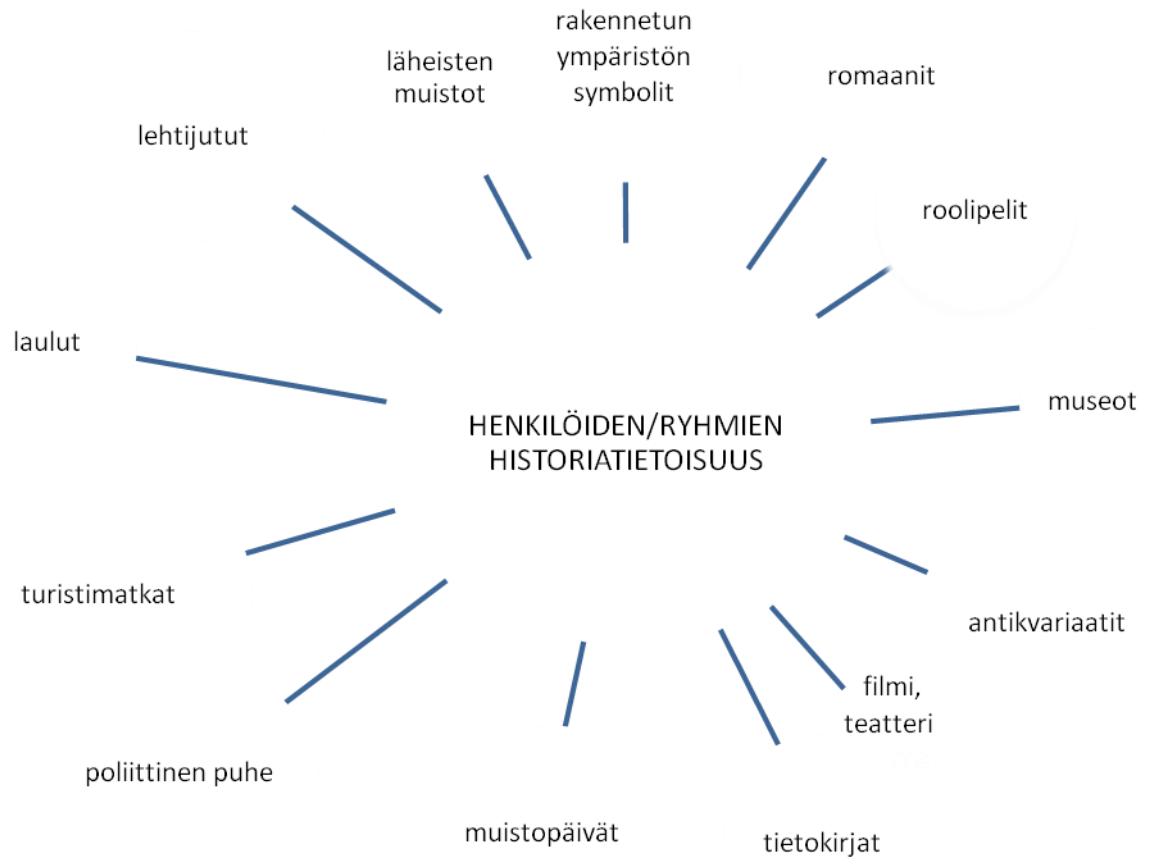 rakennetun
ympäristön
symbolit
läheisten
muistot
romaanit
lehtijutut
roolipelit
laulut
museot
HENKILÖIDEN/RYHMIEN
HISTORIATIETOISUUS
turistimatkat
antikvariaatit
filmi,
teatteri
poliittinen puhe
muistopäivät
tietokirjat